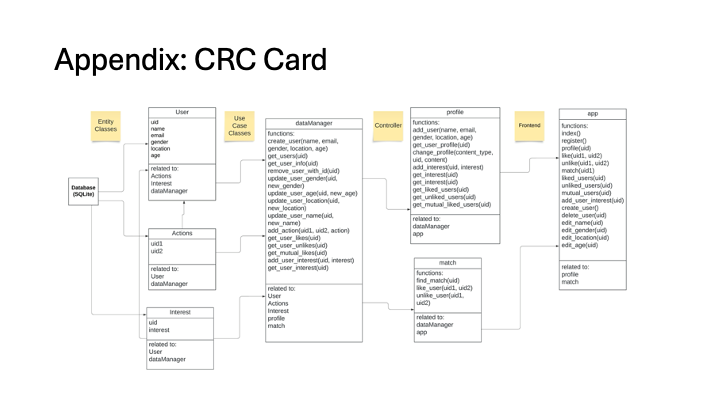 Appendix: CRC Card
Database
(SQLite)
Entity
Classes
User
uid
name
email
gender
location
age
related to:
Actions
Interest
dataManager
Actions
uid1
uid2
related to:
User
dataManager
Interest
uid
interest
related to:
User
dataManager
Use
Case
Classes
dataManager
functions:
create_user(name, email,
gender, location, age)
get_users(uid)
get_user_info(uid)
remove_user_with_id(uid)
update_user_gender(uid,
new_gender)
update_user_age(uid, new_age)
update_user_location(uid,
new_location)
update_user_name(uid,
new_name)
add_action(uid1, uid2, action)
get_user_likes(uid)
get_user_unlikes(uid)
get_mutual_likes(uid)
add_user_interest(uid, interest)
get_user_interest(uid)
related to:
User
Actions
Interest
profile
match
Controller
profile
functions:
add_user(name, email,
gender, location, age)
get_user_profile(uid)
change_profile(content_type,
uid, content)
add_interest(uid, interest)
get_interest(uid)
get_interest(uid)
get_liked_users(uid)
get_unliked_users(uid)
get_mutual_liked_users(uid)
related to:
dataManager
app
match
functions:
find_match(uid)
like_user(uid1, uid2)
unlike_user(uid1,
uid2)
related to:
dataManager
app
Frontend
app
functions:
index()
register()
profile(uid)
like(uid1, uid2)
unlike(uid1, uid2)
match(uid1)
liked_users(uid)
unliked_users(uid)
mutual_users(uid)
add_user_interest(uid)
create_user()
delete_user(uid)
edit_name(uid)
edit_gender(uid)
edit_location(uid)
edit_age(uid)
related to:
profile
match